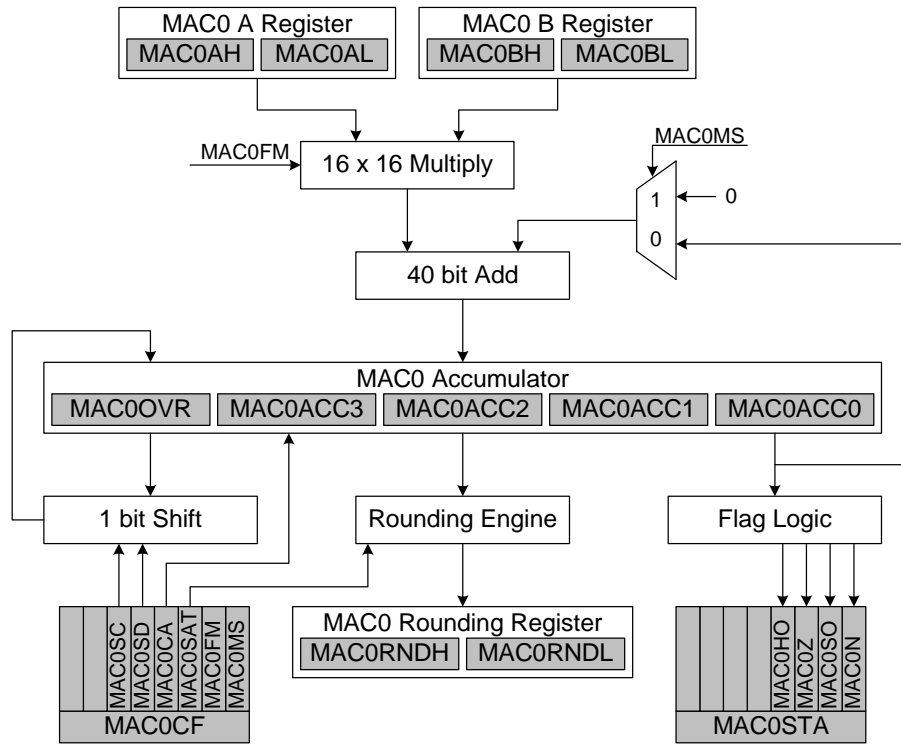 MAC0 A Register
MAC0AH MAC0AL
MAC0 B Register
MAC0BH MAC0BL
MAC0FM
16 x 16 Multiply
MAC0MS
1
0
0
40 bit Add
MAC0 Accumulator
MAC0OVR MAC0ACC3 MAC0ACC2 MAC0ACC1 MAC0ACC0
1 bit Shift
Rounding Engine
Flag Logic
MAC0SC
MAC0SD
MAC0CA
MAC0SAT
MAC0FM
MAC0MS
MAC0CF
MAC0 Rounding Register
MAC0RNDH MAC0RNDL
MAC0HO
MAC0Z
MAC0SO
MAC0N
MAC0STA